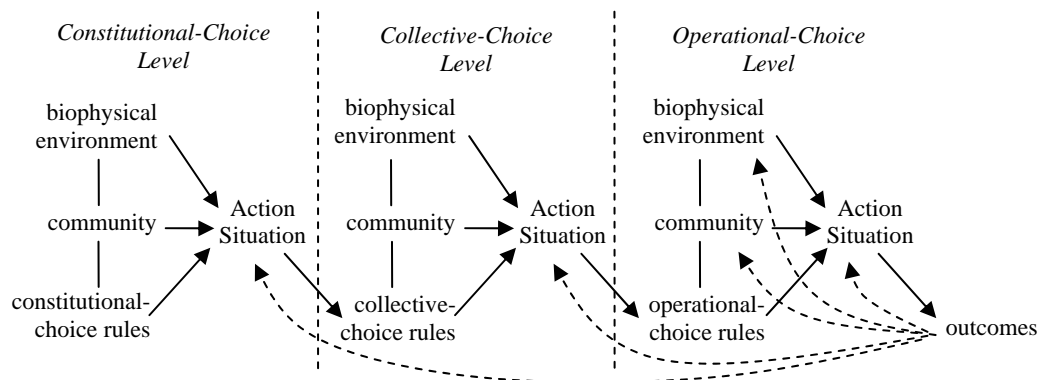 Constitutional-Choice
Level
biophysical
environment
community
constitutional-
choice rules
Action
Situation
Collective-Choice
Level
biophysical
environment
community
collective-
choice rules
Action
Situation
Operational-Choice
Level
biophysical
environment
community
operational-
choice rules
Action
Situation
outcomes